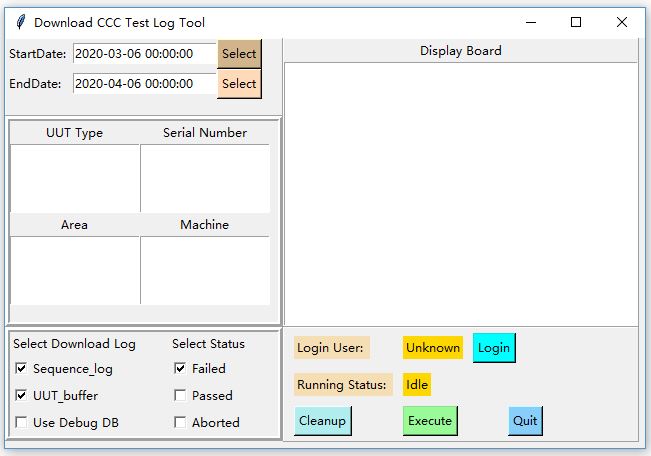 Download CCC Test Log Tool
StartDate: 2020-03-06 00:00:00 Select
EndDate: 2020-04-06 00:00:00 Select
UUT Type Serial Number
Area Machine
Select Download Log Select Status
Sequence_log Failed
UUT_buffer Passed
Use Debug DB Aborted
Display Board
Login User: Unknown Login
Running Status: Idle
Cleanup Execute Quit